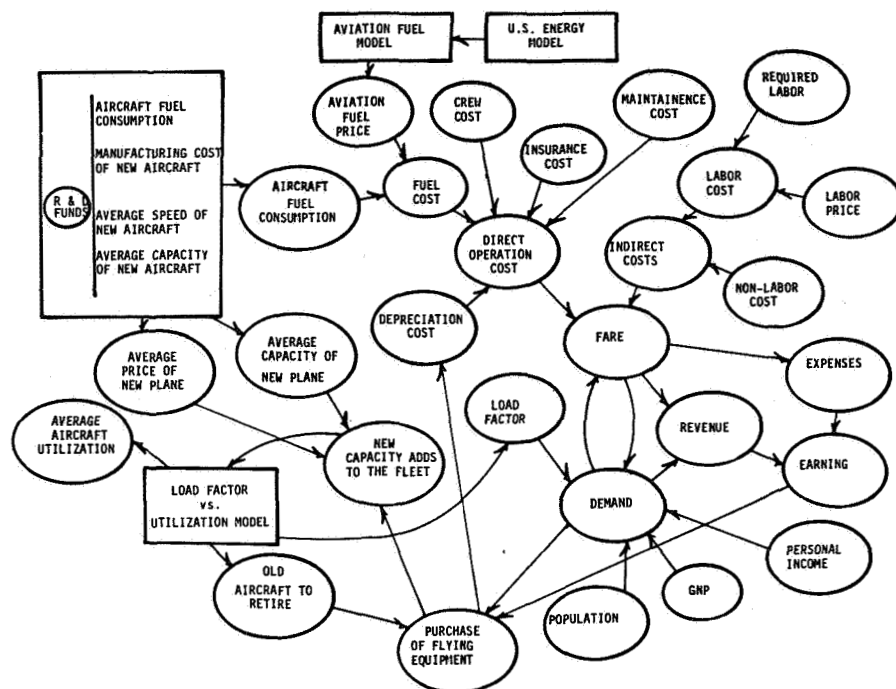 AVIATION FUEL
MODEL
U.S. ENERGY
MODEL
AIRCRAFT FUEL
CONSUMPTION
MANUFACTURING COST
OF NEW AIRCRAFT
R & D
FUNDS
AVERAGE SPEED OF
NEW AIRCRAFT
AVERAGE CAPACITY
OF NEW AIRCRAFT
AVIATION
FUEL
PRICE
CREW
COST
INSURANCE
COST
MAINTAINENCE
COST
REQUIRED
LABOR
AIRCRAFT
FUEL
CONSUMPTION
FUEL
COST
LABOR
COST
LABOR
PRICE
DIRECT
OPERATION
COST
INDIRECT
COSTS
NON-LABOR
COST
DEPRECIATION
COST
FARE
AVERAGE
PRICE OF
NEW PLANE
AVERAGE
CAPACITY OF
NEW PLANE
EXPENSES
AVERAGE
AIRCRAFT
UTILIZATION
LOAD
FACTOR
REVENUE
NEW
CAPACITY ADDS
TO THE FLEET
EARNING
LOAD FACTOR
vs.
UTILIZATION MODEL
DEMAND
PERSONAL
INCOME
OLD
AIRCRAFT TO
RETIRE
GNP
POPULATION
PURCHASE
OF FLYING
EQUIPMENT